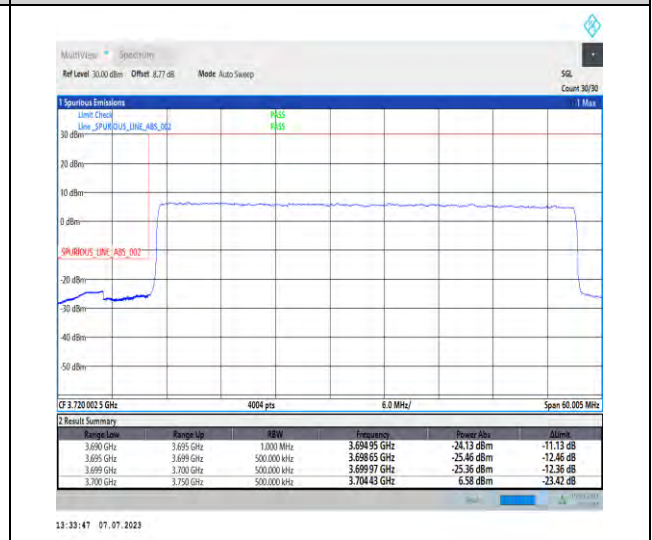 MultiView Spectrum
Ref Level 30.00 dBm Offset 8.77 dB Mode Auto Sweep SGL
Count 30/30
1 Spurious Emissions 1 Max
Limit Check PASS
Line _SPURIOUS_LINE_ABS_002 PASS
30 dBm
20 dBm
10 dBm
0 dBm
_SPURIOUS_LINE_ABS_002
-20 dBm
-30 dBm
-40 dBm
-50 dBm
CF 3.720 002 5 GHz 4004 pts 6.0 MHz/ Span 60.005 MHz
2 Result Summary
Range Low Range Up RBW Frequency Power Abs ΔLimit
3.690 GHz 3.695 GHz 1.000 MHz 3.694 95 GHz -24.13 dBm -11.13 dB
3.695 GHz 3.699 GHz 500.000 kHz 3.698 65 GHz -25.46 dBm -12.46 dB
3.699 GHz 3.700 GHz 500.000 kHz 3.699 97 GHz -25.36 dBm -12.36 dB
3.700 GHz 3.750 GHz 500.000 kHz 3.704 43 GHz 6.58 dBm -23.42 dB
13:33:47 07.07.2023